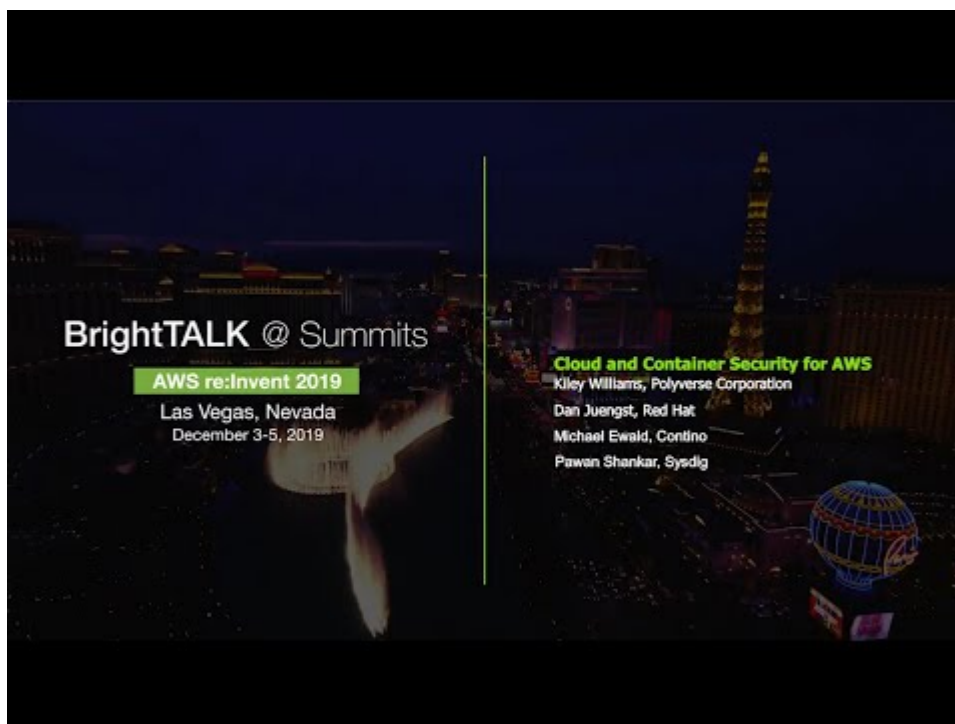 BrightTALK @ Summits
AWS re:Invent 2019
Las Vegas, Nevada
December 3-5, 2019
Cloud and Container Security for AWS
Kiley Williams, Polyverse Corporation
Dan Juengst, Red Hat
Michael Ewald, Contino
Pawan Shankar, Sysdig
Paris